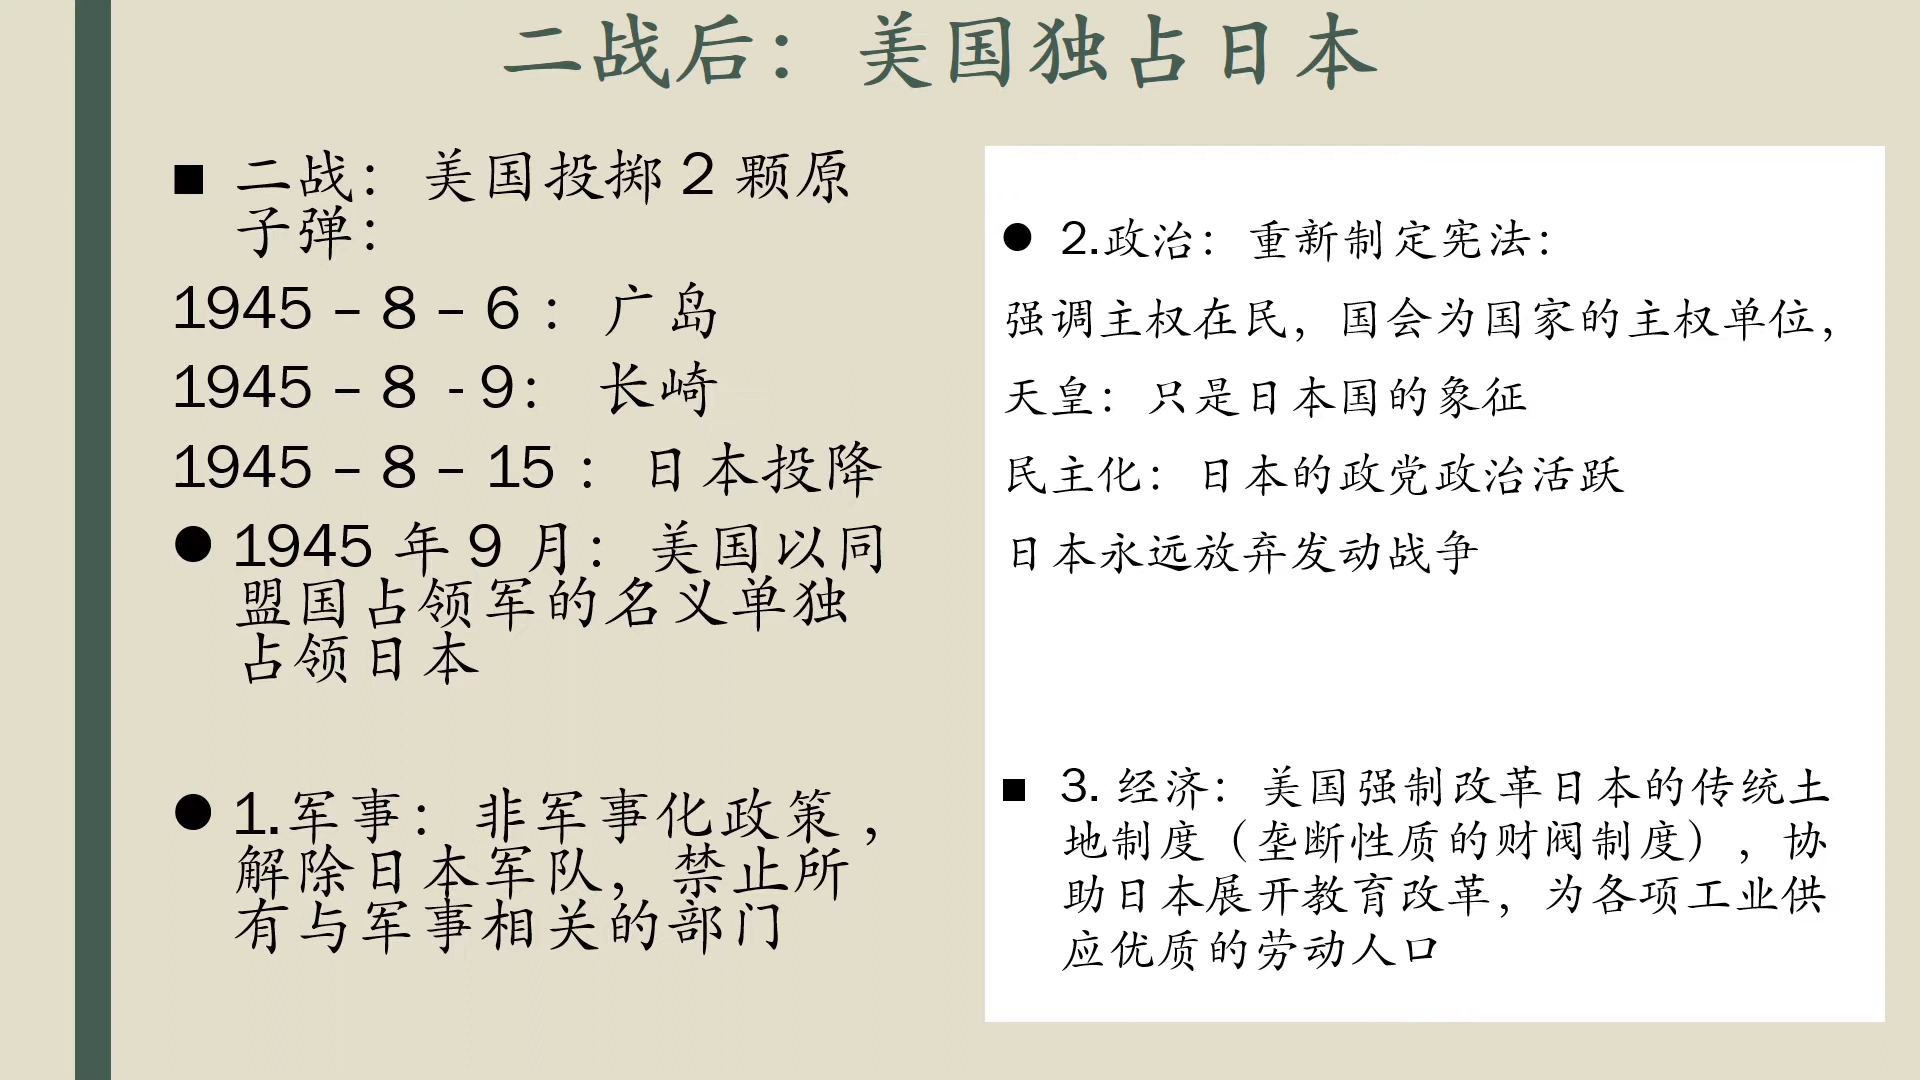 二战后：美国独占日本
■ 二战：美国投掷 2 颗原
子弹：
1945 – 8 – 6 ：广岛
1945 – 8 - 9： 长崎
1945 – 8 – 15 ：日本投降
● 1945 年 9 月：美国以同
盟国占领军的名义单独
占领日本
● 1.军事：非军事化政策，
解除日本军队，禁止所
有与军事相关的部门
● 2.政治：重新制定宪法：
强调主权在民，国会为国家的主权单位，
天皇：只是日本国的象征
民主化：日本的政党政治活跃
日本永远放弃发动战争
■ 3. 经济：美国强制改革日本的传统土
地制度（垄断性质的财阀制度），协
助日本展开教育改革，为各项工业供
应优质的劳动人口